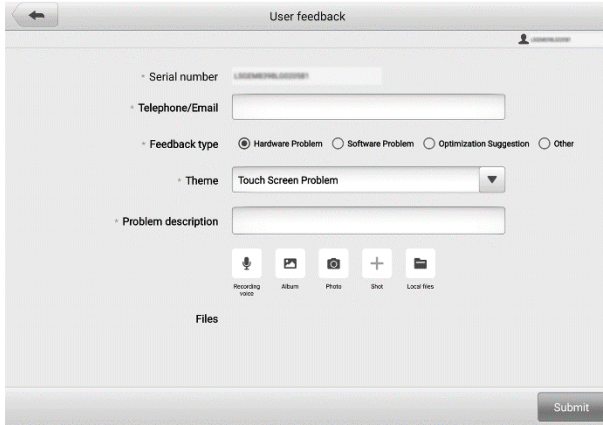 User feedback
* Serial number
* Telephone/Email
* Feedback type Hardware Problem Software Problem Optimization Suggestion Other
* Theme Touch Screen Problem
* Problem description
Recording voice Album Photo Shot Local files
Files
Submit